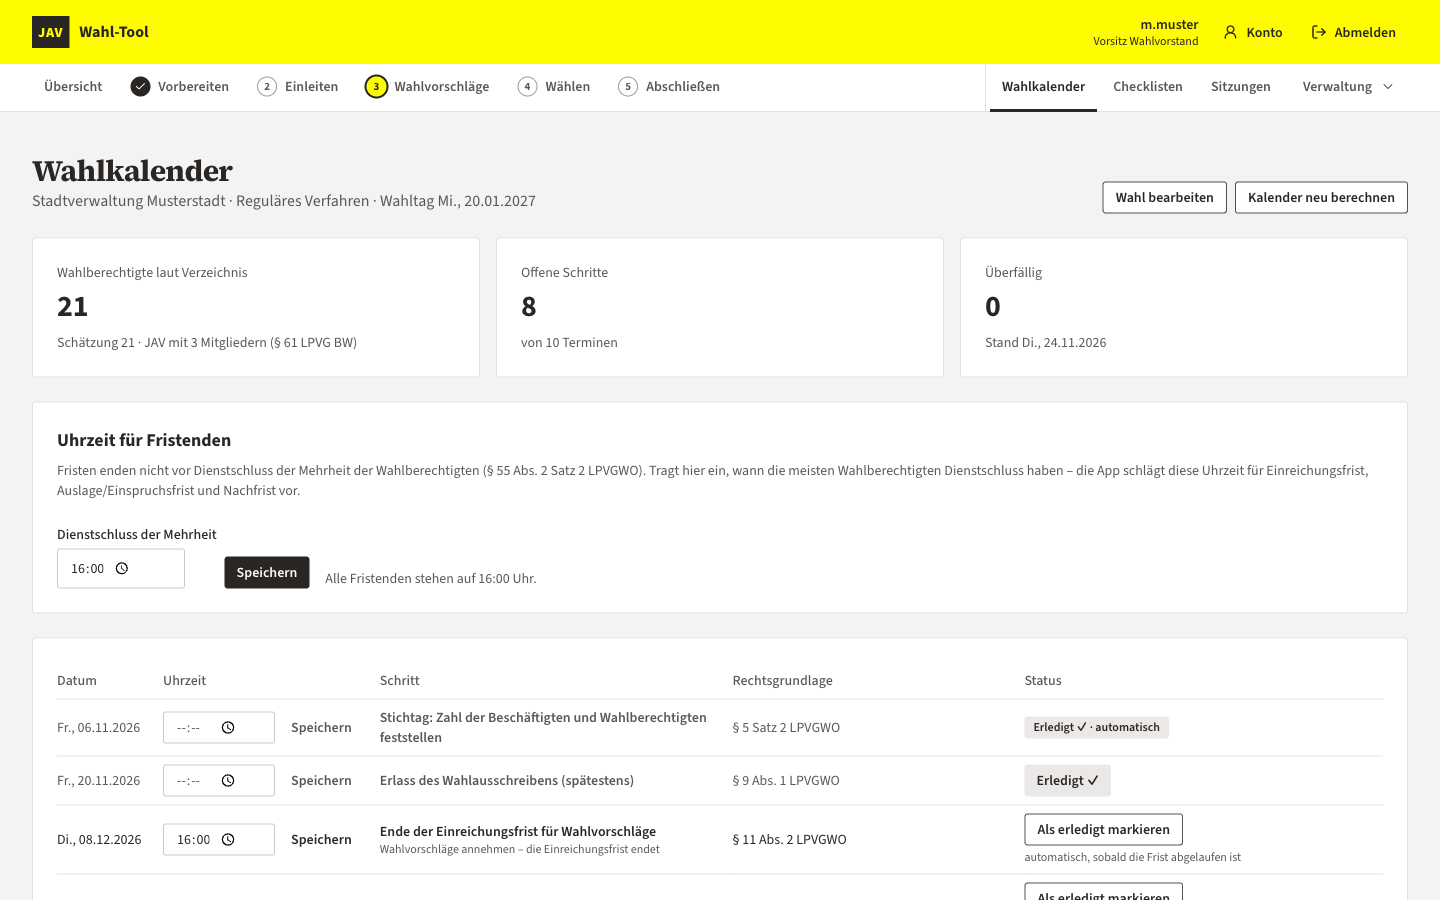 JAV Wahl-Tool
m.muster
Vorsitz Wahlvorstand
Konto
Abmelden
Übersicht
Vorbereiten
2 Einleiten
3 Wahlvorschläge
4 Wählen
5 Abschließen
Wahlkalender
Checklisten
Sitzungen
Verwaltung
Wahlkalender
Stadtverwaltung Musterstadt · Reguläres Verfahren · Wahltag Mi., 20.01.2027
Wahl bearbeiten
Kalender neu berechnen
Wahlberechtigte laut Verzeichnis
21
Schätzung 21 · JAV mit 3 Mitgliedern (§ 61 LPVG BW)
Offene Schritte
8
von 10 Terminen
Überfällig
0
Stand Di., 24.11.2026
Uhrzeit für Fristenden
Fristen enden nicht vor Dienstschluss der Mehrheit der Wahlberechtigten (§ 55 Abs. 2 Satz 2 LPVGWO). Tragt hier ein, wann die meisten Wahlberechtigten Dienstschluss haben – die App schlägt diese Uhrzeit für Einreichungsfrist,
Auslage/Einspruchsfrist und Nachfrist vor.
Dienstschluss der Mehrheit
16:00
Speichern
Alle Fristenden stehen auf 16:00 Uhr.
Datum Uhrzeit Schritt Rechtsgrundlage Status
Fr., 06.11.2026 --:-- Speichern Stichtag: Zahl der Beschäftigten und Wahlberechtigten
feststellen
§ 5 Satz 2 LPVGWO Erledigt ✓ · automatisch
Fr., 20.11.2026 --:-- Speichern Erlass des Wahlausschreibens (spätestens) § 9 Abs. 1 LPVGWO Erledigt ✓
Di., 08.12.2026 16:00 Speichern Ende der Einreichungsfrist für Wahlvorschläge
Wahlvorschläge annehmen – die Einreichungsfrist endet
§ 11 Abs. 2 LPVGWO Als erledigt markieren
automatisch, sobald die Frist abgelaufen ist
Als erledigt markieren